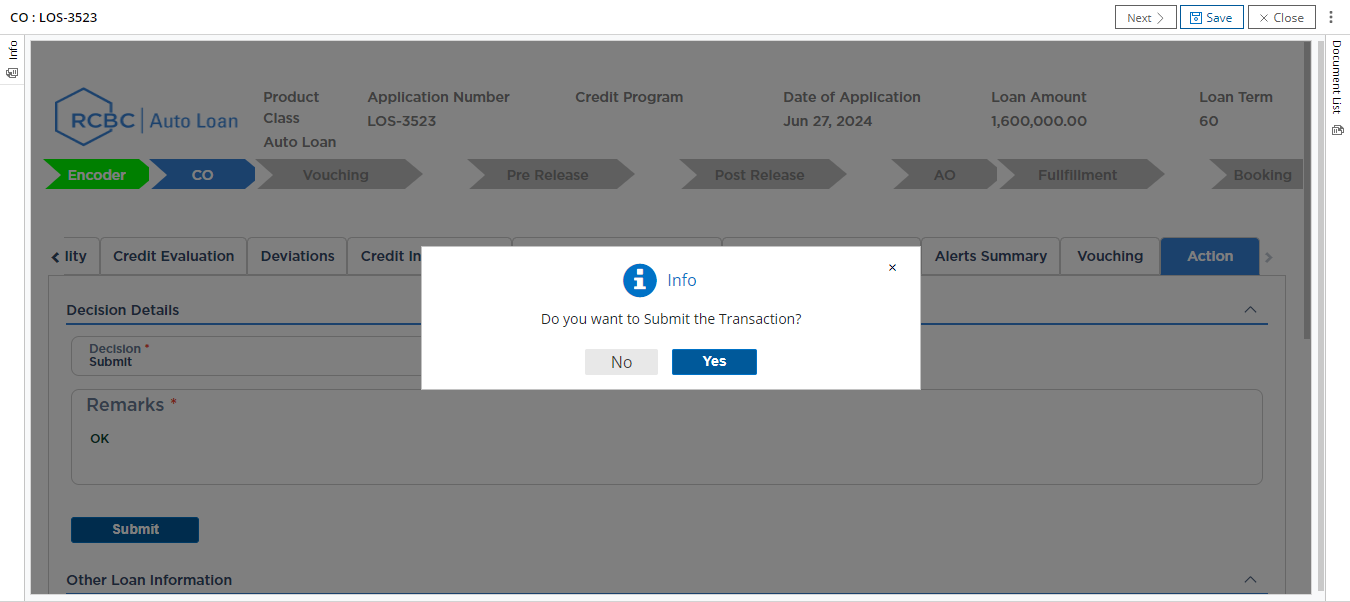 CO : LOS-3523
Next
Save
Close
Info
Document List
RCBC Auto Loan
Product Class
Auto Loan
Application Number
LOS-3523
Credit Program
Date of Application
Jun 27, 2024
Loan Amount
1,600,000.00
Loan Term
60
Encoder
CO
Vouching
Pre Release
Post Release
AO
Fullfillment
Booking
lity
Credit Evaluation
Deviations
Credit In
Alerts Summary
Vouching
Action
Info
Do you want to Submit the Transaction?
No
Yes
Decision Details
Decision *
Submit
Remarks *
OK
Submit
Other Loan Information